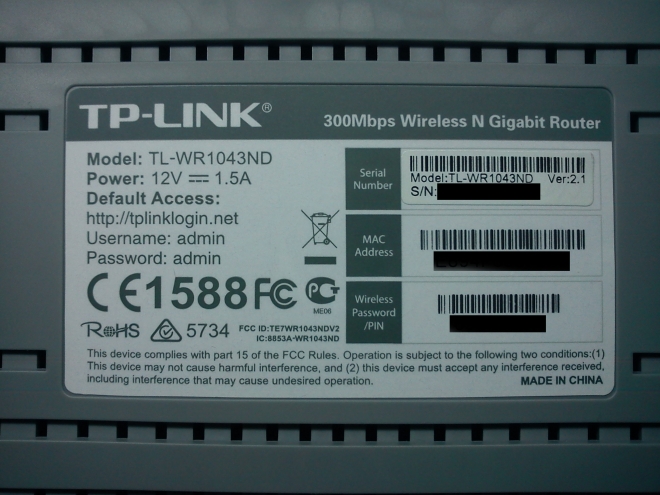 TP-LINK®
300Mbps Wireless N Gigabit Router
Model: TL-WR1043ND
Power: 12V ⎓ 1.5A
Default Access:
http://tplinklogin.net
Username: admin
Password: admin
CE1588 FC PCT
ME06
RoHS 5734 FCC ID:TE7WR1043NDV2
IC:8853A-WR1043ND
Serial
Number
Model:TL-WR1043ND Ver:2.1
S/N:
MAC
Address
Wireless
Password
/PIN
This device complies with part 15 of the FCC Rules. Operation is subject to the following two conditions:(1)
This device may not cause harmful interference, and (2) this device must accept any interference received,
including interference that may cause undesired operation.
MADE IN CHINA